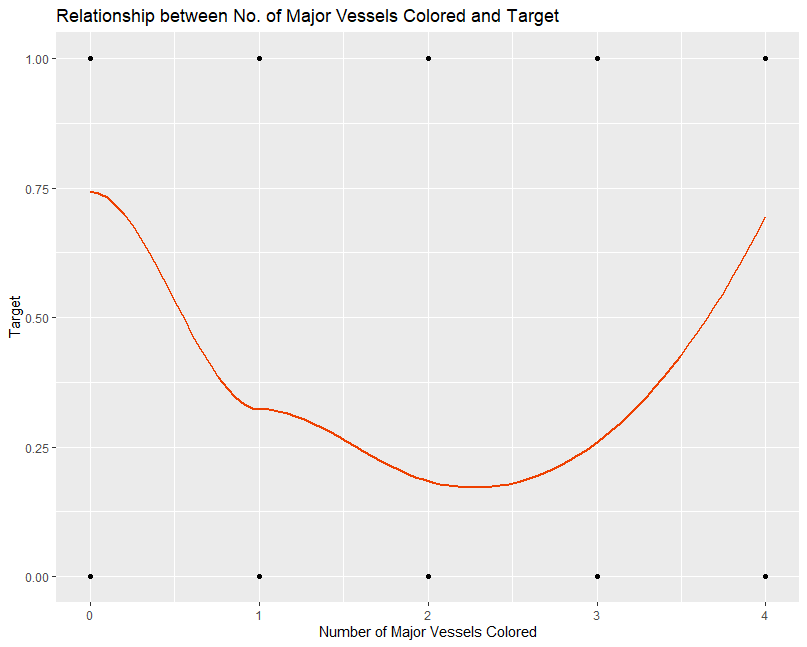 Relationship between No. of Major Vessels Colored and Target
1.00
0.75
0.50
0.25
0.00
Target
0 1 2 3 4
Number of Major Vessels Colored